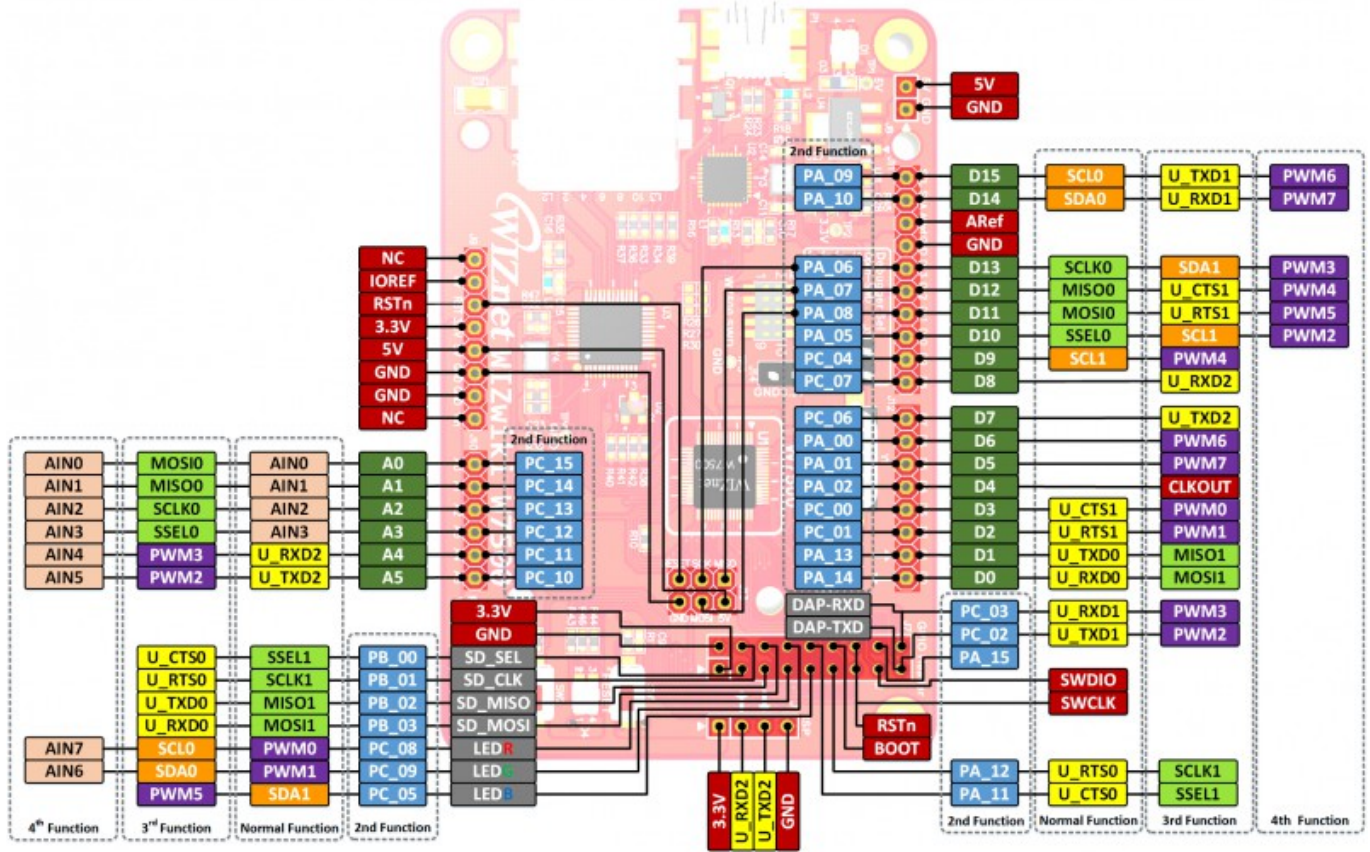 5V
GND
2nd Function
PA_09 D15 SCL0 U_TXD1 PWM6
PA_10 D14 SDA0 U_RXD1 PWM7
ARef
GND
PA_06 D13 SCLK0 SDA1 PWM3
PA_07 D12 MISO0 U_CTS1 PWM4
PA_08 D11 MOSI0 U_RTS1 PWM5
PA_05 D10 SSEL0 SCL1 PWM2
PC_04 D9 SCL1 PWM4
PC_07 D8 U_RXD2
PC_06 D7 U_TXD2
PA_00 D6 PWM6
PA_01 D5 PWM7
PA_02 D4 CLKOUT
PC_00 D3 U_CTS1 PWM0
PC_01 D2 U_RTS1 PWM1
PA_13 D1 U_TXD0 MISO1
PA_14 D0 U_RXD0 MOSI1
NC
IOREF
RSTn
3.3V
5V
GND
GND
NC
2nd Function
AIN0 MOSI0 AIN0 A0 PC_15
AIN1 MISO0 AIN1 A1 PC_14
AIN2 SCLK0 AIN2 A2 PC_13
AIN3 SSEL0 AIN3 A3 PC_12
AIN4 PWM3 U_RXD2 A4 PC_11
AIN5 PWM2 U_TXD2 A5 PC_10
WIZnet
GND MOSI 5V
DAP-RXD
DAP-TXD
PC_03 U_RXD1 PWM3
PC_02 U_TXD1 PWM2
PA_15
SWDIO
SWCLK
3.3V
GND
U_CTS0 SSEL1 PB_00 SD_SEL
U_RTS0 SCLK1 PB_01 SD_CLK
U_TXD0 MISO1 PB_02 SD_MISO
U_RXD0 MOSI1 PB_03 SD_MOSI
AIN7 SCL0 PWM0 PC_08 LEDR
AIN6 SDA0 PWM1 PC_09 LEDG
PWM5 SDA1 PC_05 LEDB
RSTn
BOOT
PA_12 U_RTS0 SCLK1
PA_11 U_CTS0 SSEL1
3.3V
U_RXD2
U_TXD2
GND
4th Function 3rd Function Normal Function 2nd Function
2nd Function Normal Function 3rd Function 4th Function